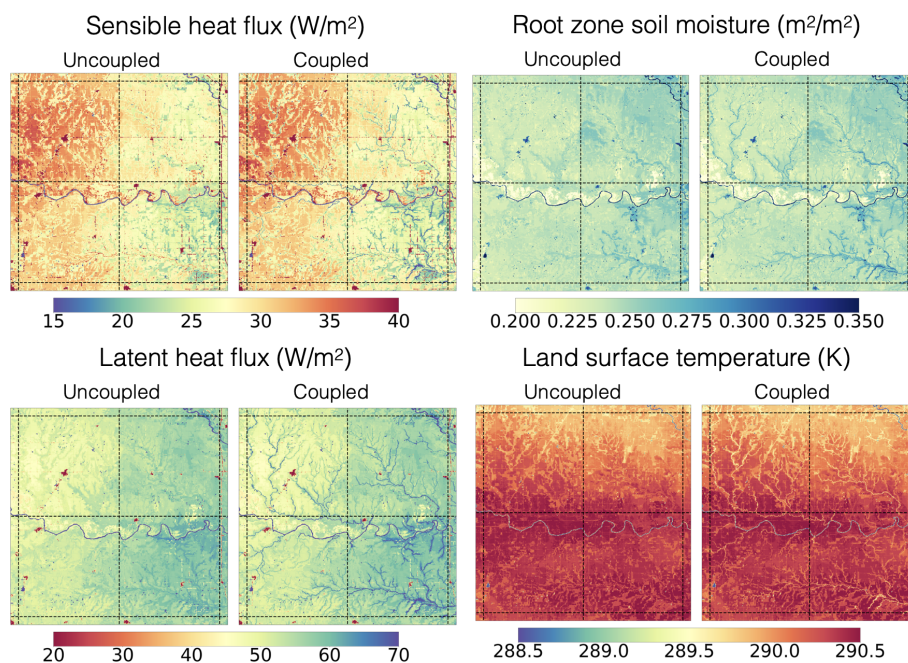 Sensible heat flux (W/m²)
Uncoupled Coupled
15 20 25 30 35 40
Root zone soil moisture (m²/m²)
Uncoupled Coupled
0.200 0.225 0.250 0.275 0.300 0.325 0.350
Latent heat flux (W/m²)
Uncoupled Coupled
20 30 40 50 60 70
Land surface temperature (K)
Uncoupled Coupled
288.5 289.0 289.5 290.0 290.5